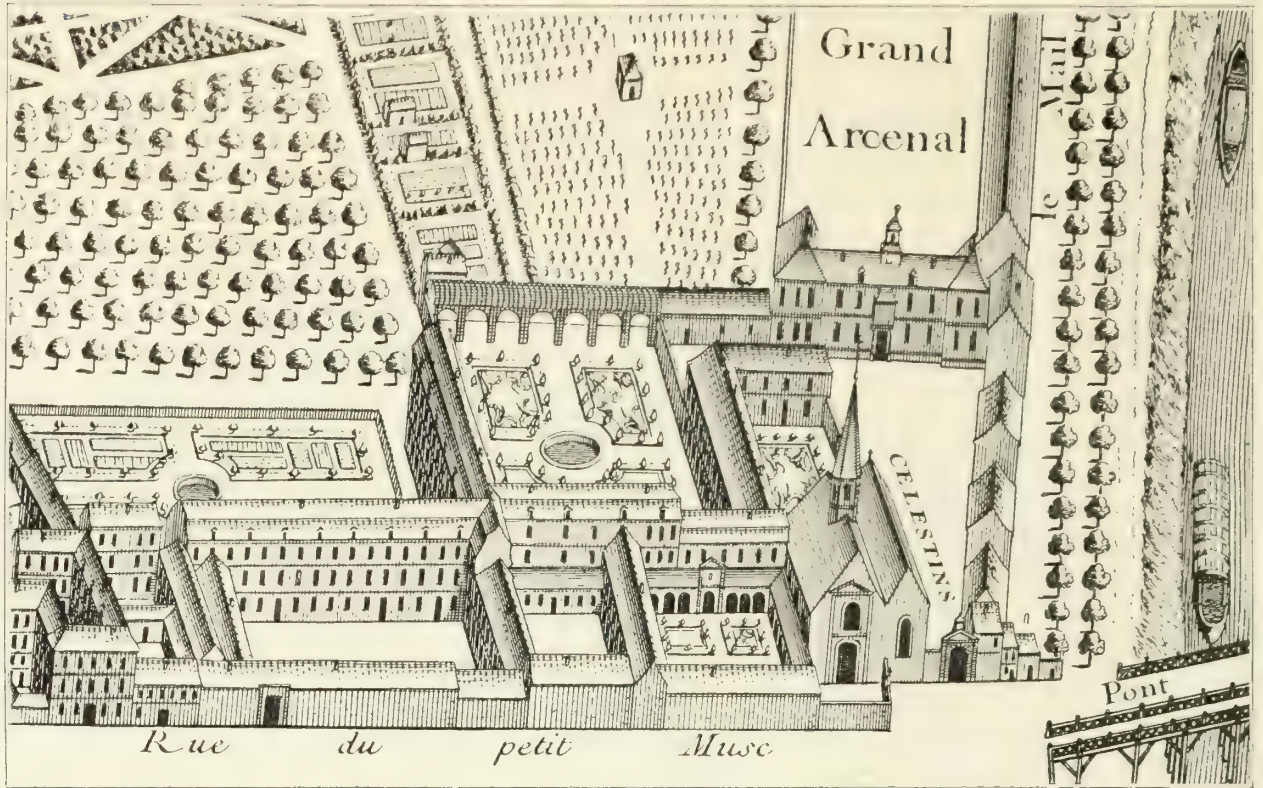 Grand
Arcenal
le Mail
CELESTINS
Pont
Rue du petit Musc